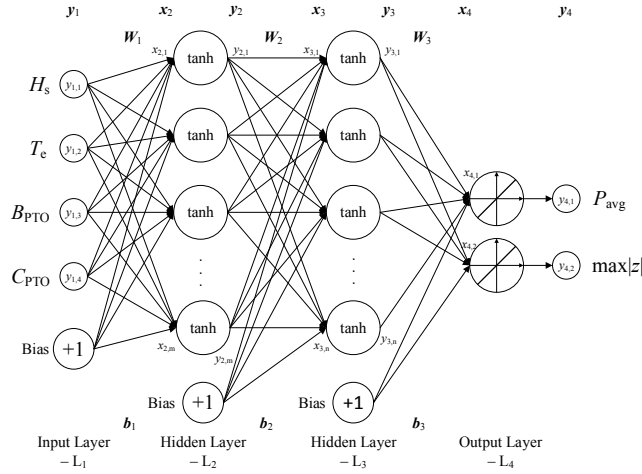 y1 x2 y2 x3 y3 x4 y4
W1 W2 W3
x2,1 tanh y2,1 x3,1 tanh y3,1
Hs y1,1
Te y1,2 tanh tanh
x4,1 y4,1 Pavg
BPTO y1,3 tanh tanh
x4,2 y4,2 max|z|
CPTO y1,4
. .
. .
. .
tanh tanh
Bias +1 x2,m y2,m x3,n y3,n
Bias +1 Bias +1
b1 b2 b3
Input Layer Hidden Layer Hidden Layer Output Layer
– L1 – L2 – L3 – L4